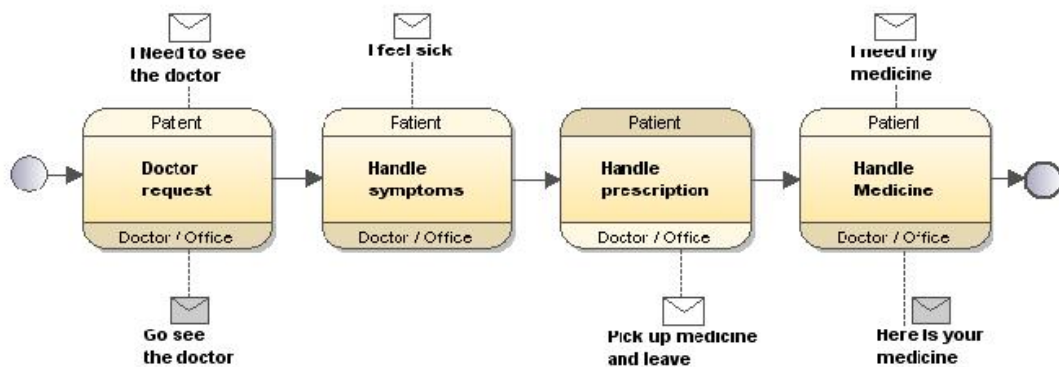 I Need to see
the doctor
I feel sick
I need my
medicine
Patent
Fatient
Patient
Patient
Doctor
request
Handle
symptoms
Handle
prescription
Handle
Medicine
Doctor / Office
Doctor / Office
Doctor / Office
Doctor / Office
Go see
the doctor
Pick up medicine
and leave
Here is your
medicine